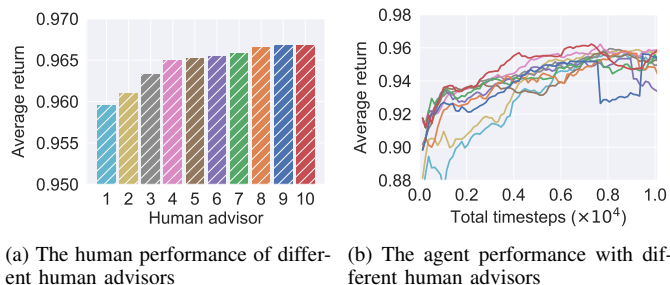 0.970
0.965
0.960
0.955
0.950
Average return
1 2 3 4 5 6 7 8 9 10
Human advisor
(a) The human performance of differ-
ent human advisors
0.98
0.96
0.94
0.92
0.90
0.88
Average return
0.0 0.2 0.4 0.6 0.8 1.0
Total timesteps (×10⁴)
(b) The agent performance with dif-
ferent human advisors